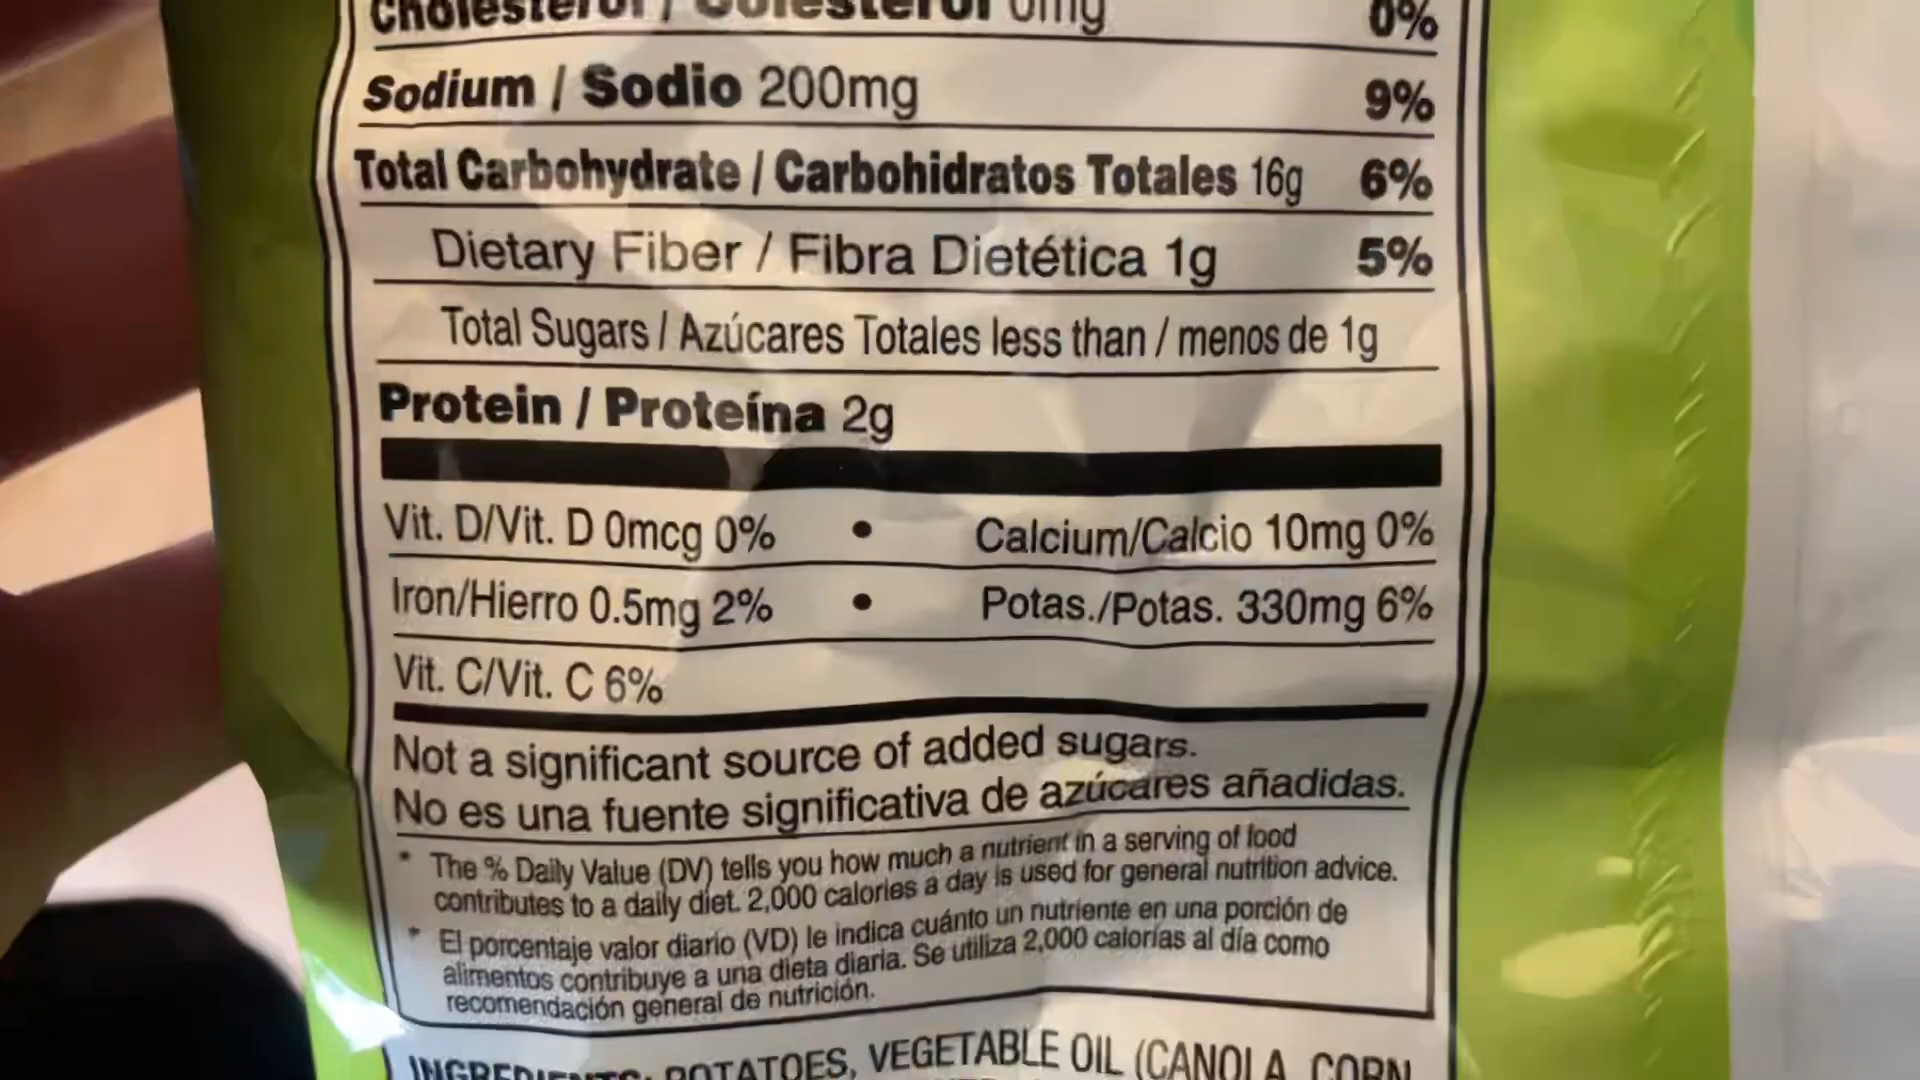 Cholesterol / Colesterol 0mg 0%
Sodium / Sodio 200mg 9%
Total Carbohydrate / Carbohidratos Totales 16g 6%
Dietary Fiber / Fibra Dietética 1g 5%
Total Sugars / Azúcares Totales less than / menos de 1g
Protein / Proteína 2g
Vit. D/Vit. D 0mcg 0% • Calcium/Calcio 10mg 0%
Iron/Hierro 0.5mg 2% • Potas./Potas. 330mg 6%
Vit. C/Vit. C 6%
Not a significant source of added sugars.
No es una fuente significativa de azúcares añadidas.
* The % Daily Value (DV) tells you how much a nutrient in a serving of food
contributes to a daily diet. 2,000 calories a day is used for general nutrition advice.
* El porcentaje valor diario (VD) le indica cuánto un nutriente en una porción de
alimentos contribuye a una dieta diaria. Se utiliza 2,000 calorías al día como
recomendación general de nutrición.
INGREDIENTS: POTATOES, VEGETABLE OIL (CANOLA, CORN,